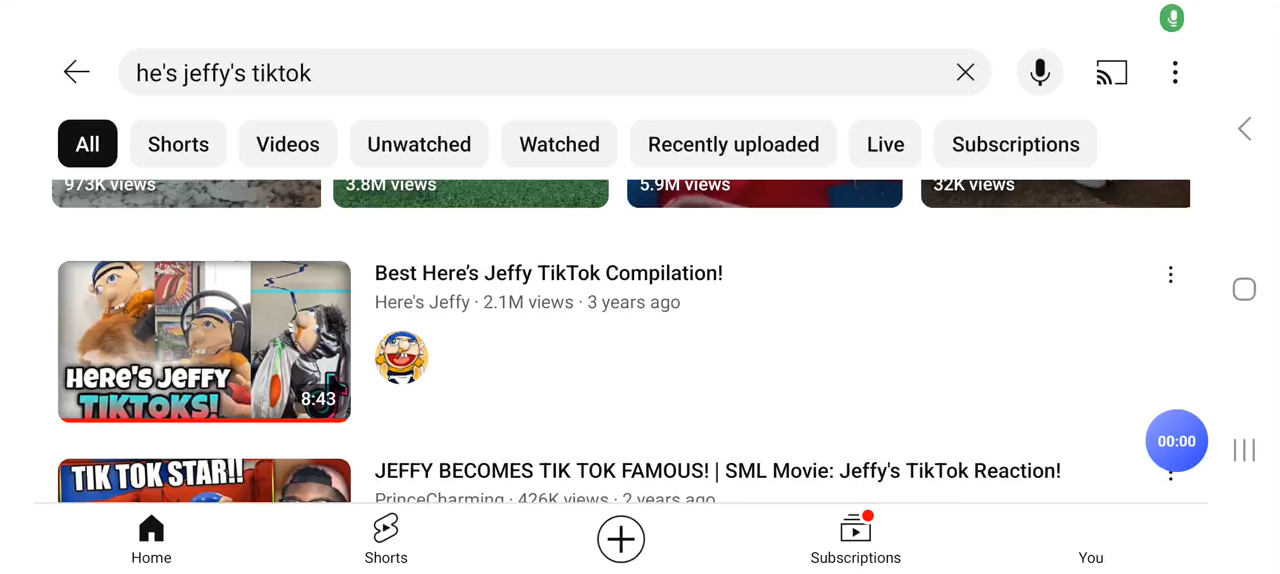 he's jeffy's tiktok
All Shorts Videos Unwatched Watched Recently uploaded Live Subscriptions
973K views 3.8M views 5.9M views 32K views
Best Here’s Jeffy TikTok Compilation!
Here's Jeffy · 2.1M views · 3 years ago
HERE'S JEFFY
TIKTOKS!
8:43
00:00
TIK TOK STAR!!
JEFFY BECOMES TIK TOK FAMOUS! | SML Movie: Jeffy's TikTok Reaction!
PrinceCharming · 426K views · 2 years ago
Home Shorts Subscriptions You